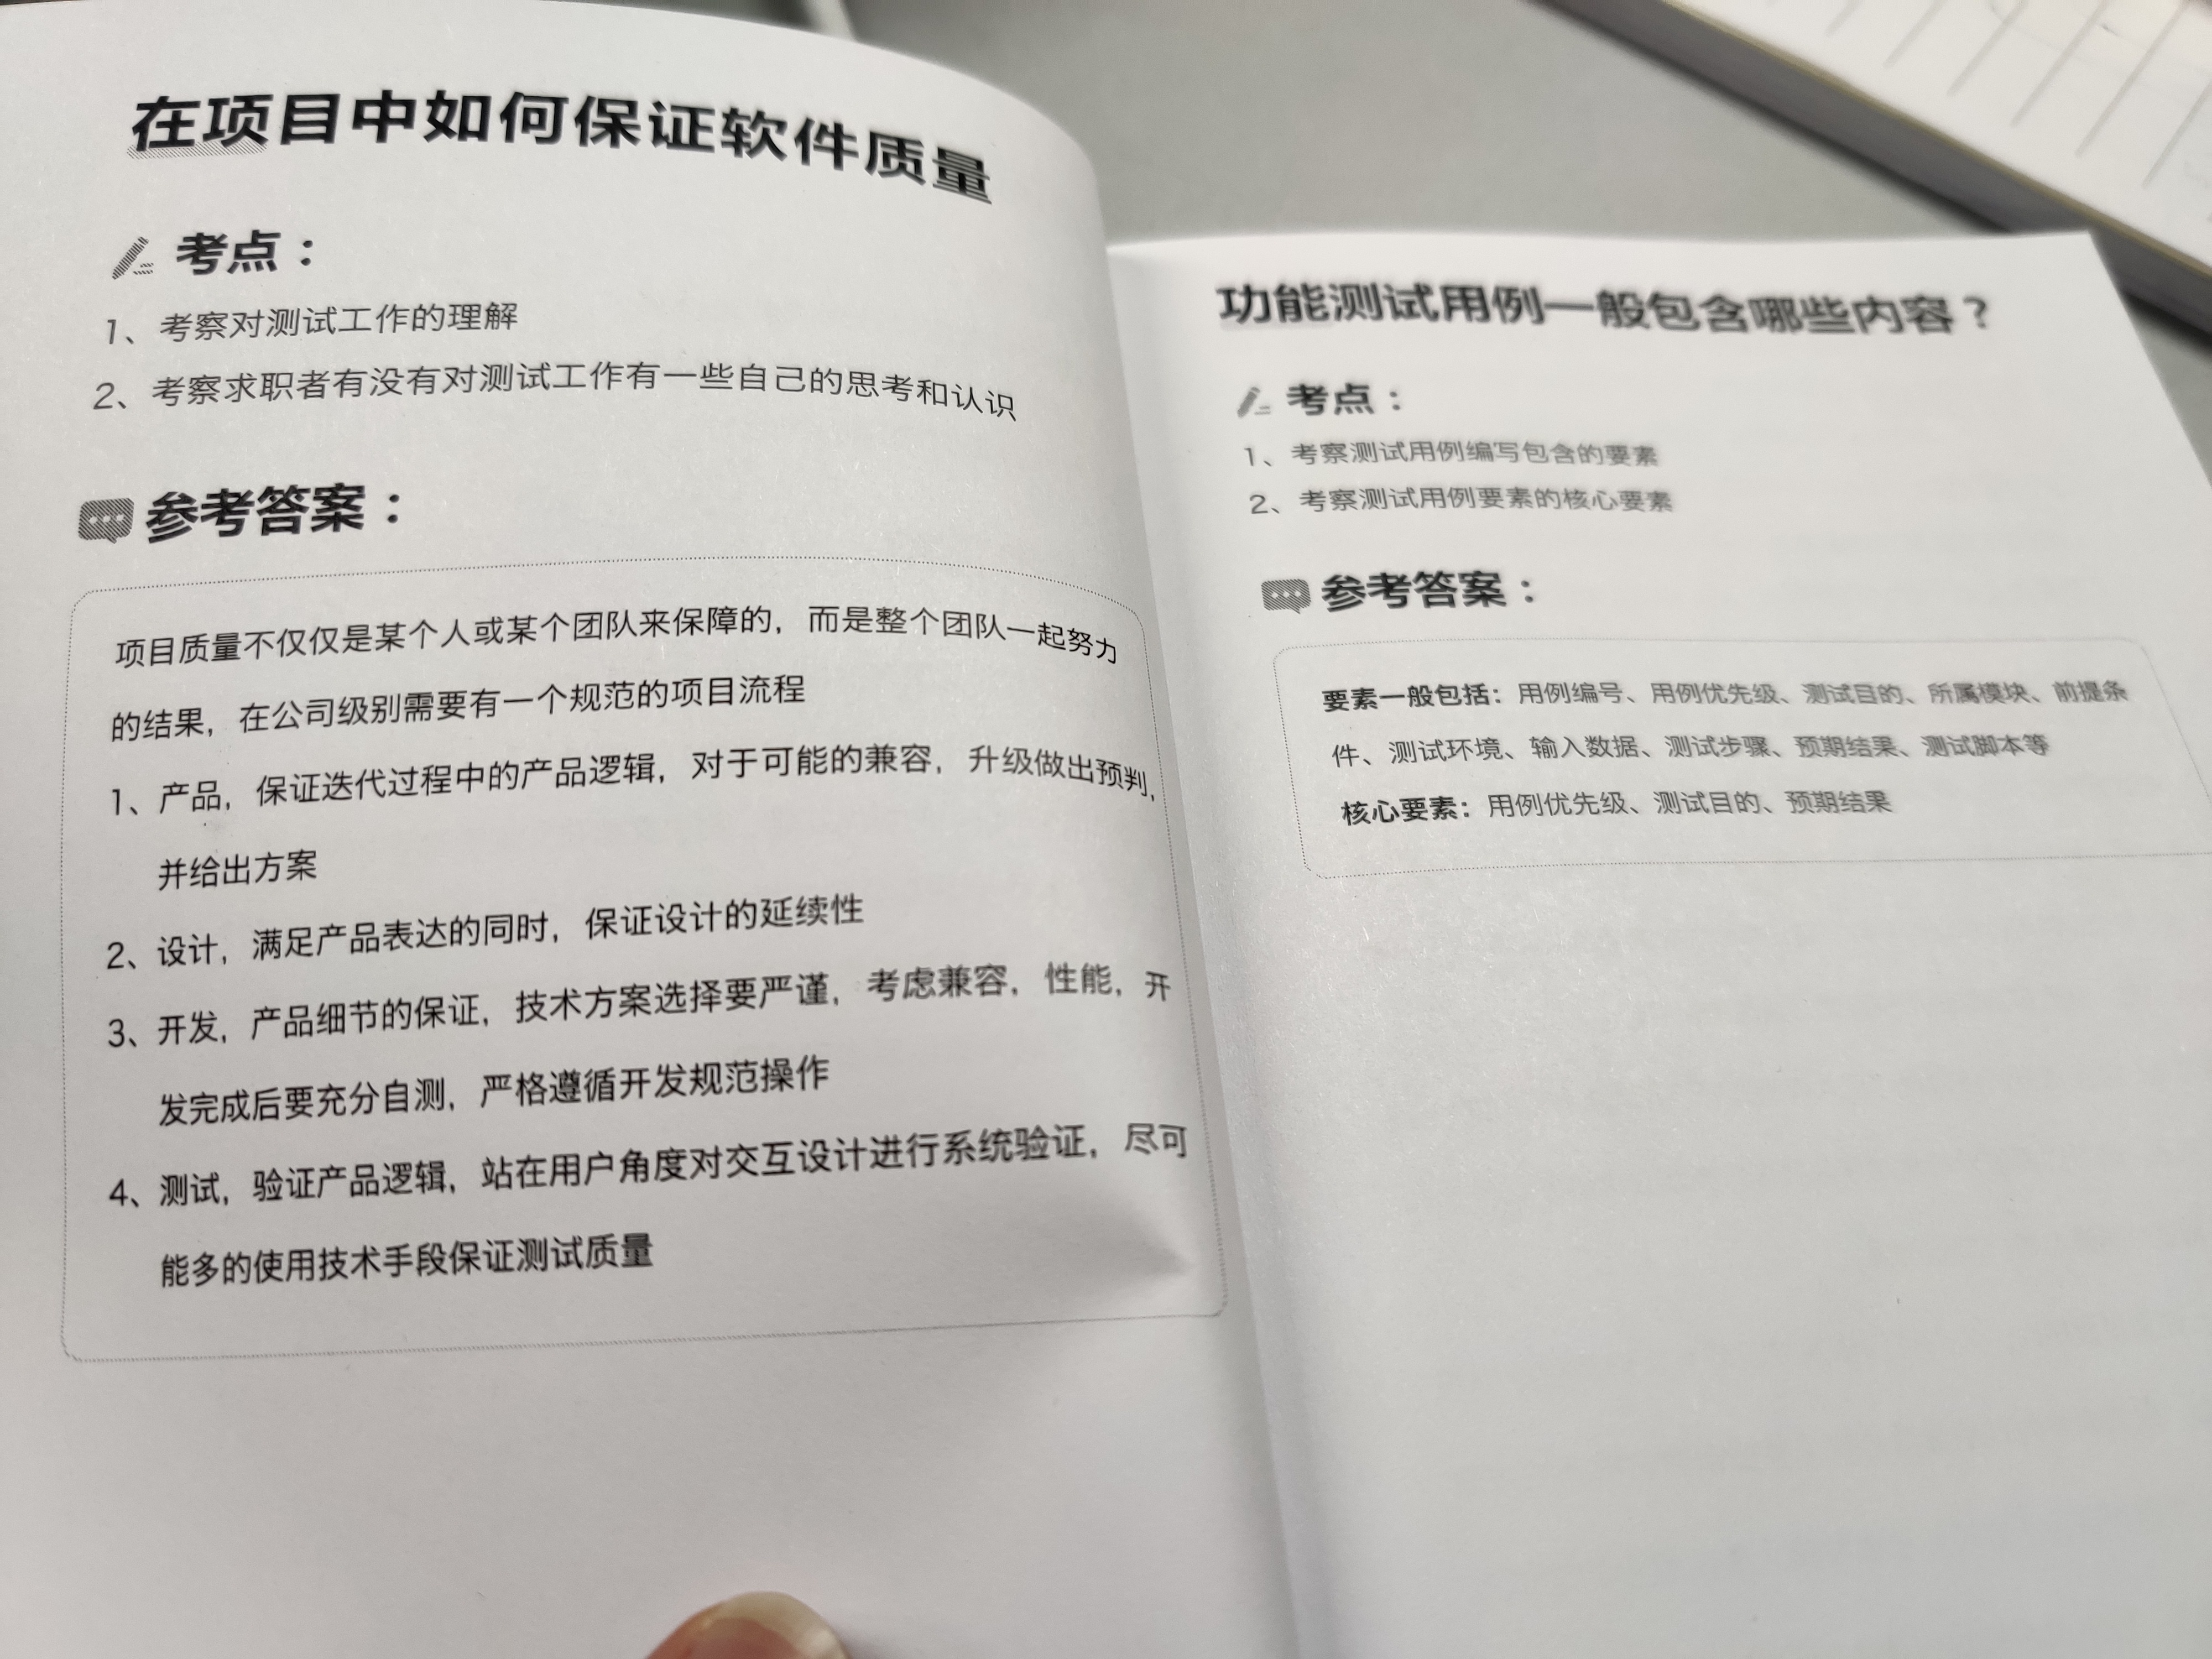 在项目中如何保证软件质量
考点：
1、考察对测试工作的理解
2、考察求职者有没有对测试工作有一些自己的思考和认识
参考答案：
项目质量不仅仅是某个人或某个团队来保障的，而是整个团队一起努力
的结果，在公司级别需要有一个规范的项目流程
1、产品，保证迭代过程中的产品逻辑，对于可能的兼容，升级做出预判，
并给出方案
2、设计，满足产品表达的同时，保证设计的延续性
3、开发，产品细节的保证，技术方案选择要严谨，考虑兼容，性能，开
发完成后要充分自测，严格遵循开发规范操作
4、测试，验证产品逻辑，站在用户角度对交互设计进行系统验证，尽可
能多的使用技术手段保证测试质量
功能测试用例一般包含哪些内容？
考点：
1、考察测试用例编写包含的要素
2、考察测试用例要素的核心要素
参考答案：
要素一般包括：用例编号、用例优先级、测试目的、所属模块、前提条
件、测试环境、输入数据、测试步骤、预期结果、测试脚本等
核心要素：用例优先级、测试目的、预期结果